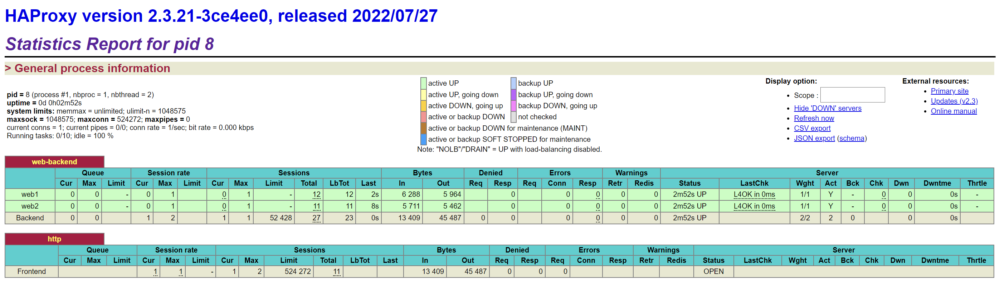 HAProxy version 2.3.21-3ce4ee0, released 2022/07/27
Statistics Report for pid 8
> General process information
pid = 8 (process #1, nbproc = 1, nbthread = 2)
uptime = 0d 0h02m52s
system limits: memmax = unlimited; ulimit-n = 1048575
maxsock = 1048575; maxconn = 524272; maxpipes = 0
current conns = 1; current pipes = 0/0; conn rate = 1/sec; bit rate = 0.000 kbps
Running tasks: 0/10; idle = 100 %
active UP backup UP
active UP, going down backup UP, going down
active DOWN, going up backup DOWN, going up
active or backup DOWN not checked
active or backup DOWN for maintenance (MAINT)
active or backup SOFT STOPPED for maintenance
Note: "NOLB"/"DRAIN" = UP with load-balancing disabled.
Display option:
• Scope :
• Hide 'DOWN' servers
• Refresh now
• CSV export
• JSON export (schema)
External resources:
• Primary site
• Updates (v2.3)
• Online manual
web-backend
Queue Session rate Sessions Bytes Denied Errors Warnings Server
Cur Max Limit Cur Max Limit Cur Max Limit Total LbTot Last In Out Req Resp Req Conn Resp Retr Redis Status LastChk Wght Act Bck Chk Dwn Dwntme Thrtle
web1 0 0 - 0 1 0 1 - 12 12 2s 6 288 5 964 0 0 0 0 0 2m52s UP L4OK in 0ms 1/1 Y - 0 0 0s -
web2 0 0 - 0 1 0 1 - 11 11 8s 5 711 5 462 0 0 0 0 0 2m52s UP L4OK in 0ms 1/1 Y - 0 0 0s -
Backend 0 0 1 2 1 1 52 428 27 23 0s 13 409 45 487 0 0 0 0 0 0 2m52s UP 2/2 2 0 0 0s
http
Queue Session rate Sessions Bytes Denied Errors Warnings Server
Cur Max Limit Cur Max Limit Cur Max Limit Total LbTot Last In Out Req Resp Req Conn Resp Retr Redis Status LastChk Wght Act Bck Chk Dwn Dwntme Thrtle
Frontend 1 1 - 1 2 524 272 11 13 409 45 487 0 0 0 OPEN